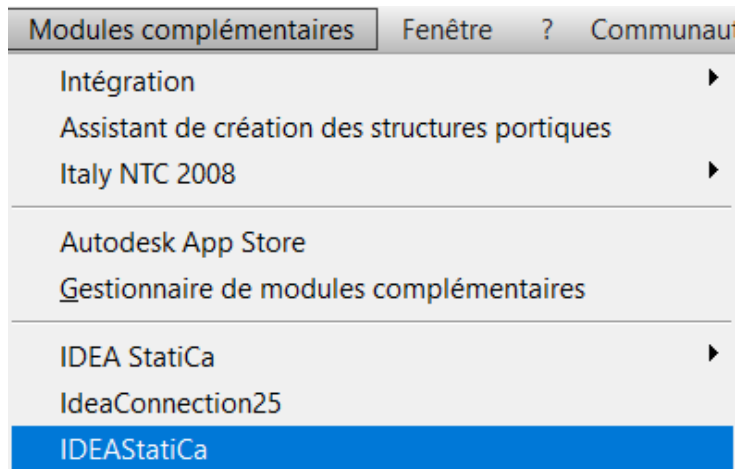 Modules complémentaires Fenêtre ? Communaut
Intégration
Assistant de création des structures portiques
Italy NTC 2008
Autodesk App Store
Gestionnaire de modules complémentaires
IDEA StatiCa
IdeaConnection25
IDEAStatiCa